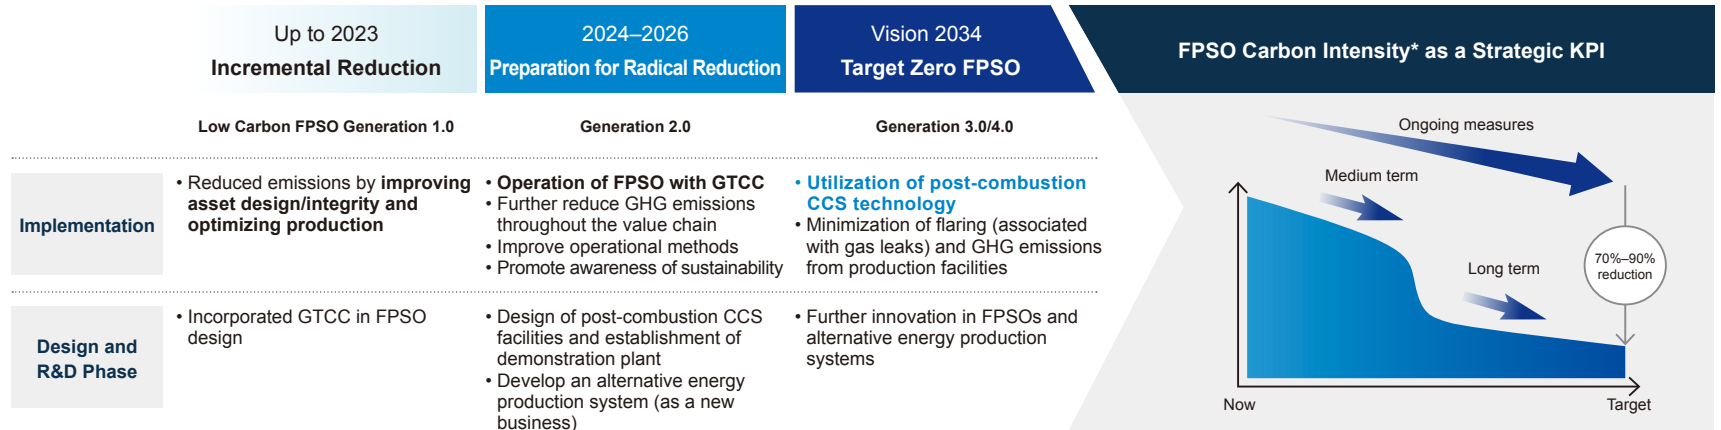 Up to 2023
Incremental Reduction
2024–2026
Preparation for Radical Reduction
Vision 2034
Target Zero FPSO
FPSO Carbon Intensity* as a Strategic KPI
Low Carbon FPSO Generation 1.0
Generation 2.0
Generation 3.0/4.0
Implementation
• Reduced emissions by improving
asset design/integrity and
optimizing production
• Operation of FPSO with GTCC
• Further reduce GHG emissions
throughout the value chain
• Improve operational methods
• Promote awareness of sustainability
• Utilization of post-combustion
CCS technology
• Minimization of flaring (associated
with gas leaks) and GHG emissions
from production facilities
Design and
R&D Phase
• Incorporated GTCC in FPSO
design
• Design of post-combustion CCS
facilities and establishment of
demonstration plant
• Develop an alternative energy
production system (as a new
business)
• Further innovation in FPSOs and
alternative energy production
systems
Ongoing measures
Medium term
Long term
70%–90%
reduction
Now
Target